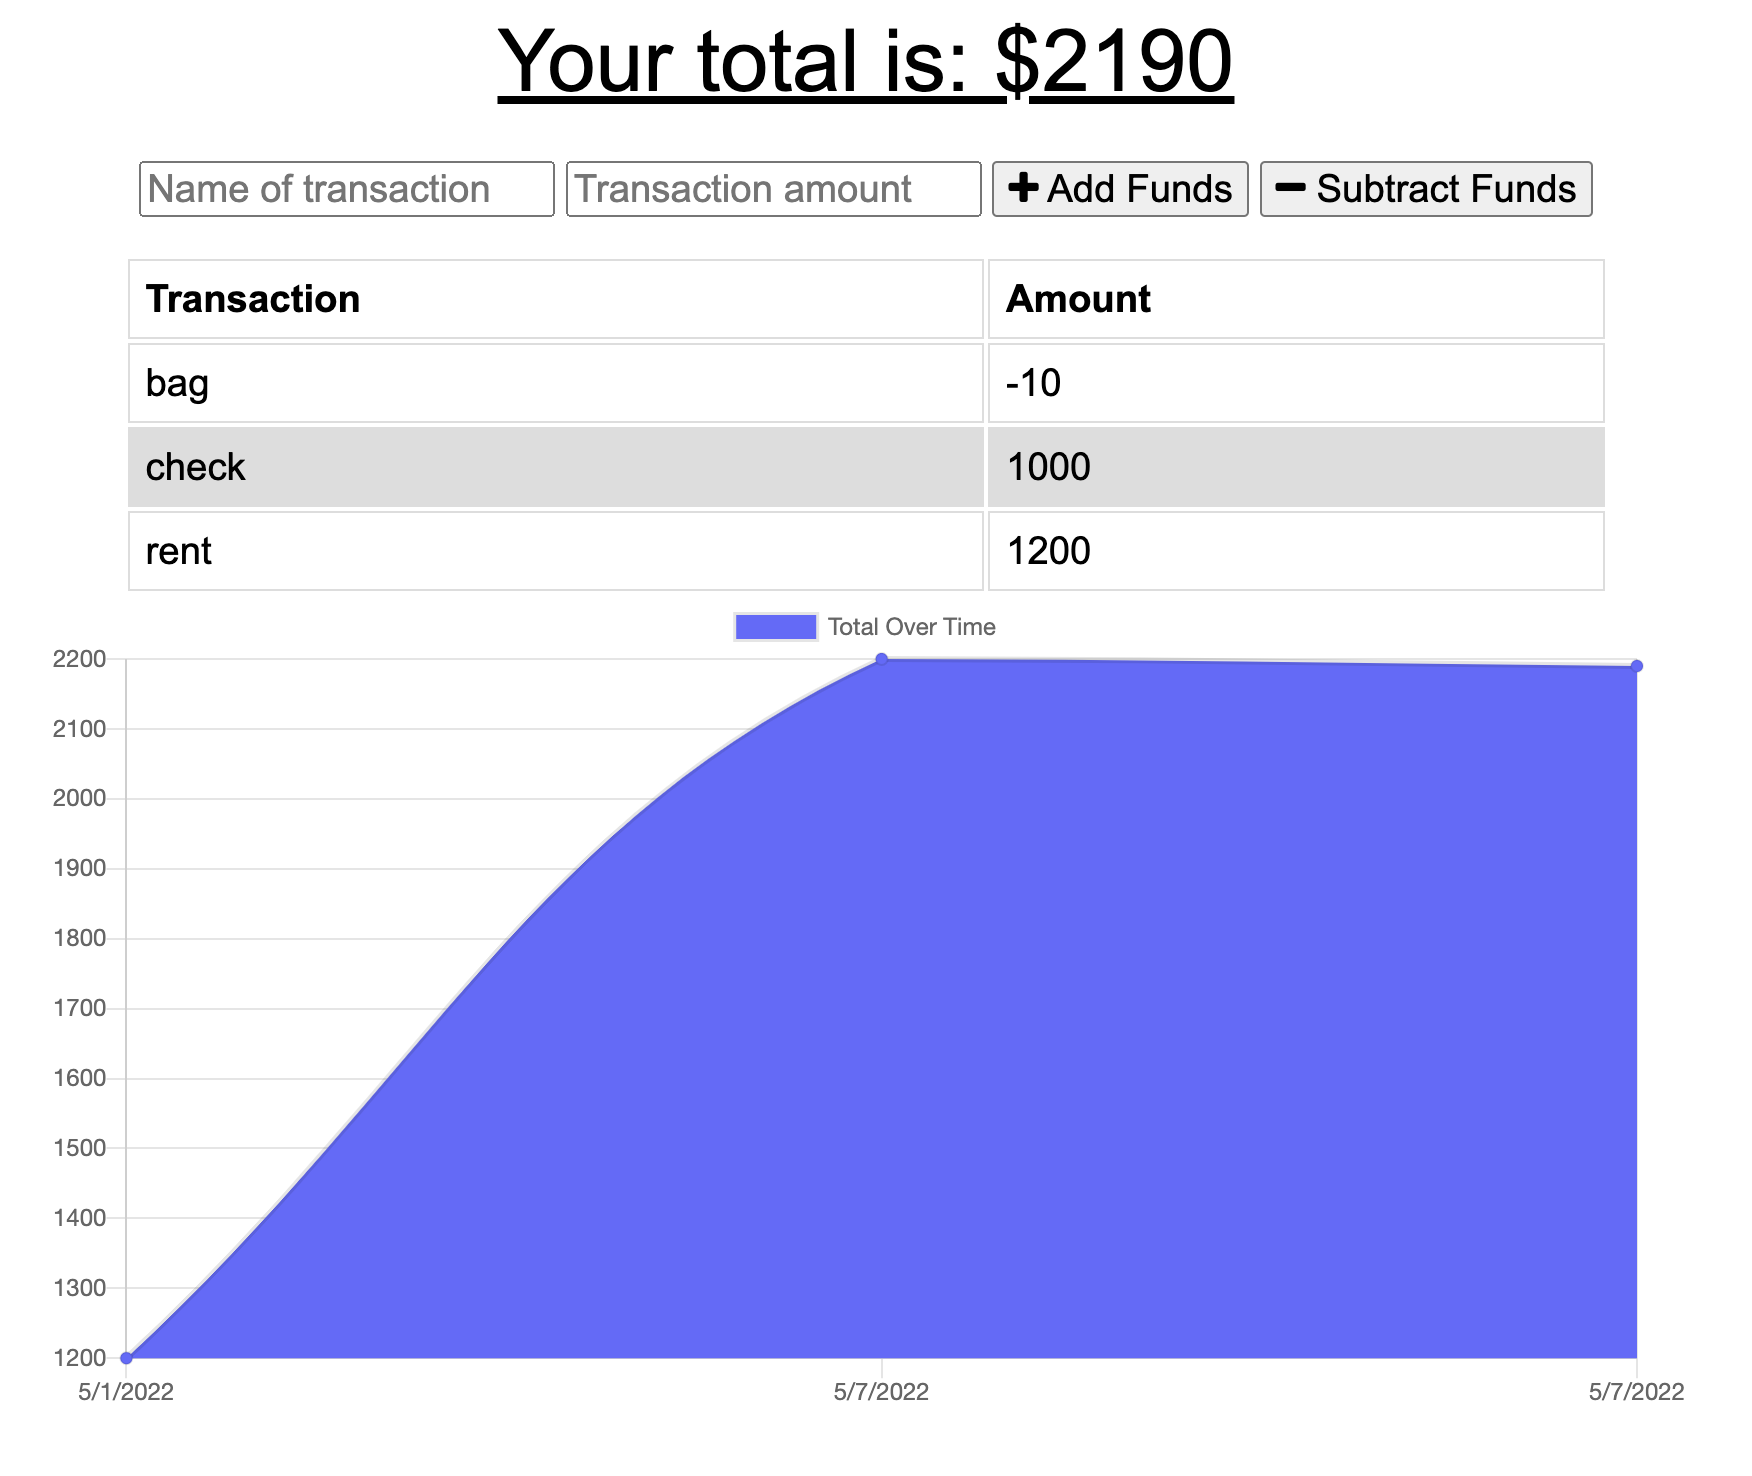 Your total is: $2190
Name of transaction Transaction amount + Add Funds − Subtract Funds
Transaction Amount
bag -10
check 1000
rent 1200
Total Over Time
2200
2100
2000
1900
1800
1700
1600
1500
1400
1300
1200
5/1/2022 5/7/2022 5/7/2022